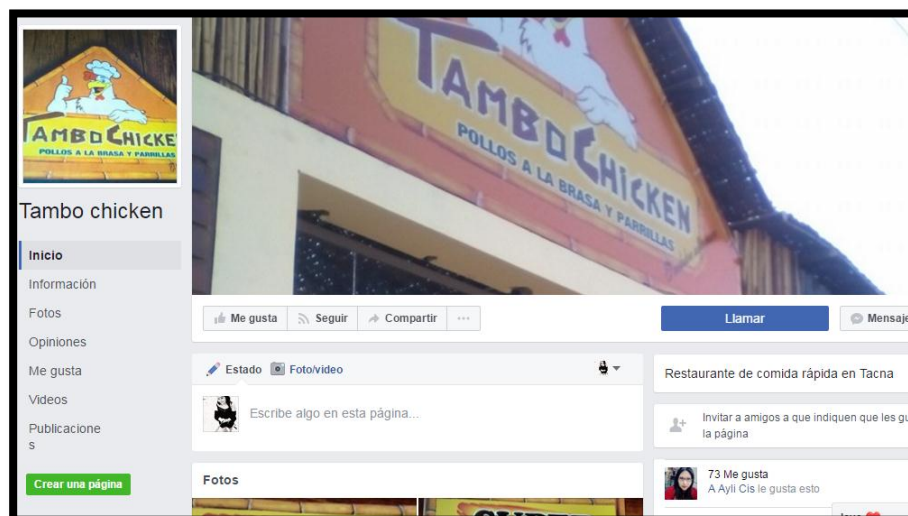 TAMBO CHICKE
POLLOS A LA BRASA Y PARRILLAS
TAMBO CHICKEN
POLLOS A LA BRASA Y PARRILLAS
Tambo chicken
Inicio
Información
Fotos
Opiniones
Me gusta
Videos
Publicacione
s
Crear una página
Me gusta
Seguir
Compartir
...
Llamar
Mensaje
Estado
Foto/video
Escribe algo en esta página...
Fotos
Restaurante de comida rápida en Tacna
Invitar a amigos a que indiquen que les gu
la página
73 Me gusta
A Ayli Cis le gusta esto